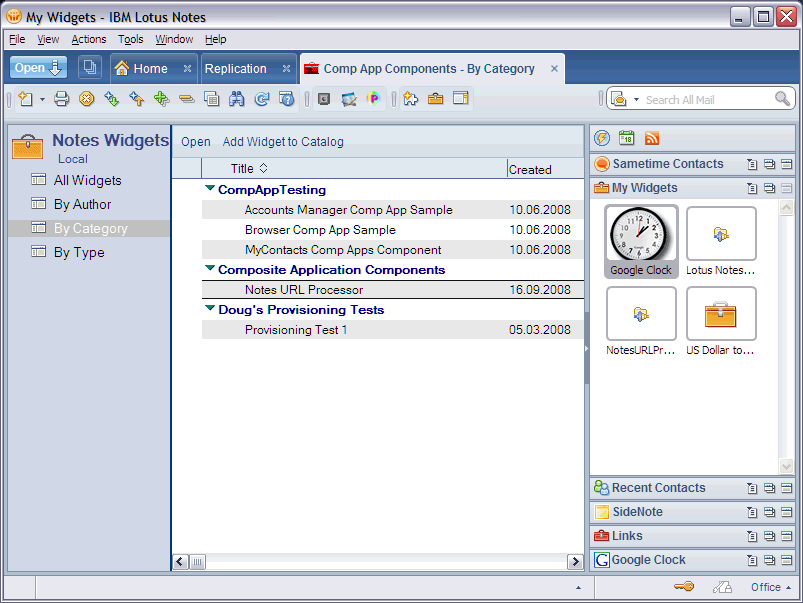 My Widgets - IBM Lotus Notes
File View Actions Tools Window Help
Open Home Replication Comp App Components - By Category
Search All Mail
Notes Widgets
Local
All Widgets
By Author
By Category
By Type
Open Add Widget to Catalog
Title Created
CompAppTesting
Accounts Manager Comp App Sample 10.06.2008
Browser Comp App Sample 10.06.2008
MyContacts Comp Apps Component 10.06.2008
Composite Application Components
Notes URL Processor 16.09.2008
Doug's Provisioning Tests
Provisioning Test 1 05.03.2008
18
Sametime Contacts
My Widgets
Google Clock Lotus Notes...
NotesURLPr... US Dollar to...
Recent Contacts
SideNote
Links
G Google Clock
Office